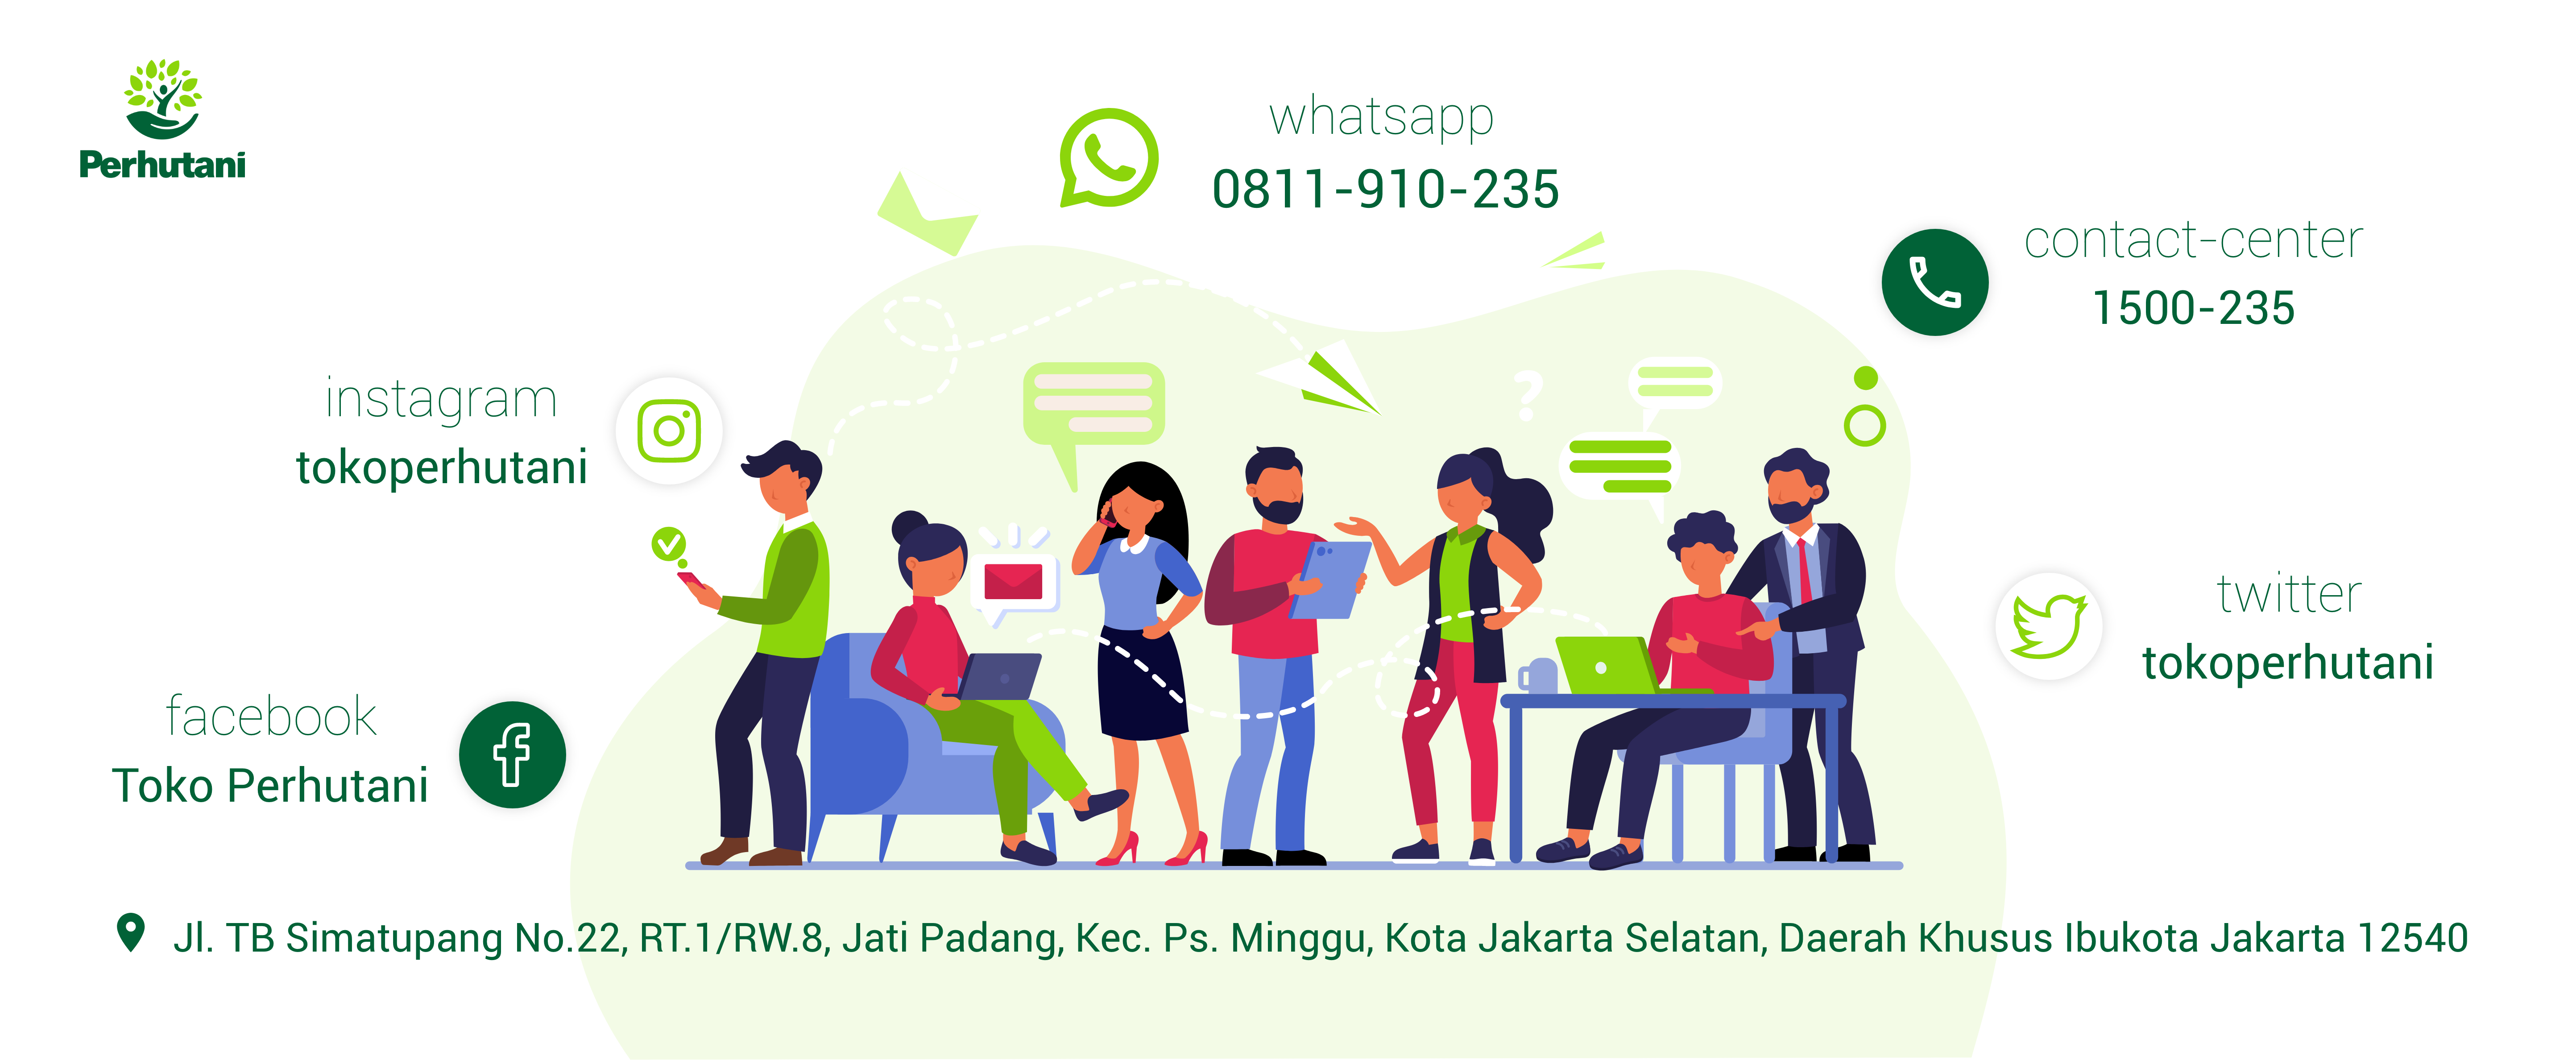 Perhutani
whatsapp
0811-910-235
contact-center
1500-235
instagram
tokoperhutani
twitter
tokoperhutani
facebook
Toko Perhutani
?
Jl. TB Simatupang No.22, RT.1/RW.8, Jati Padang, Kec. Ps. Minggu, Kota Jakarta Selatan, Daerah Khusus Ibukota Jakarta 12540